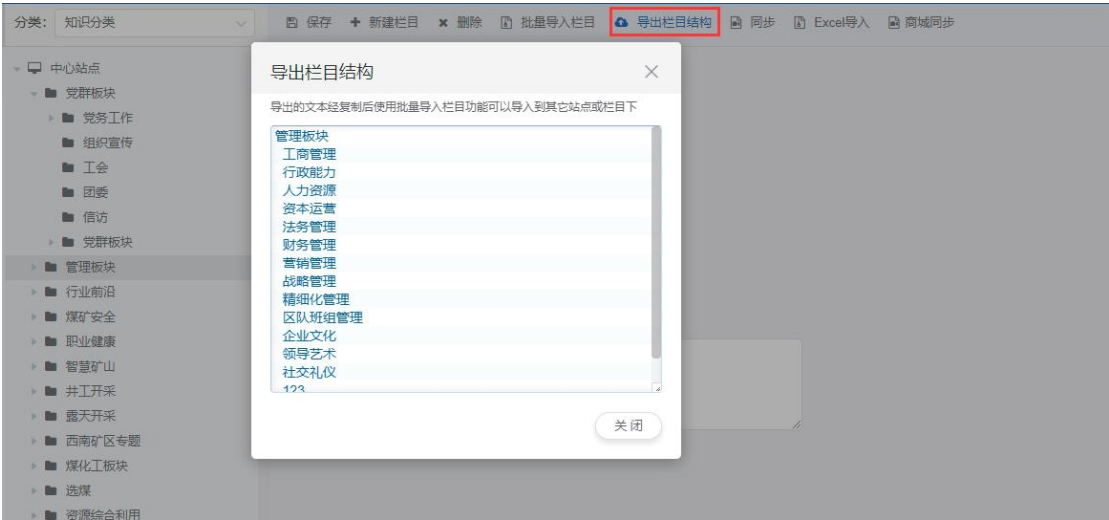 分类： 知识分类 保存 新建栏目 删除 批量导入栏目 导出栏目结构 同步 Excel导入 商城同步
中心站点
党群板块
党务工作
组织宣传
工会
团委
信访
党群板块
管理板块
行业前沿
煤矿安全
职业健康
智慧矿山
井工开采
露天开采
西南矿区专题
煤化工板块
选煤
资源综合利用
导出栏目结构
导出的文本经复制后使用批量导入栏目功能可以导入到其它站点或栏目下
管理板块
工商管理
行政能力
人力资源
资本运营
法务管理
财务管理
营销管理
战略管理
精细化管理
区队班组管理
企业文化
领导艺术
社交礼仪
123
关闭